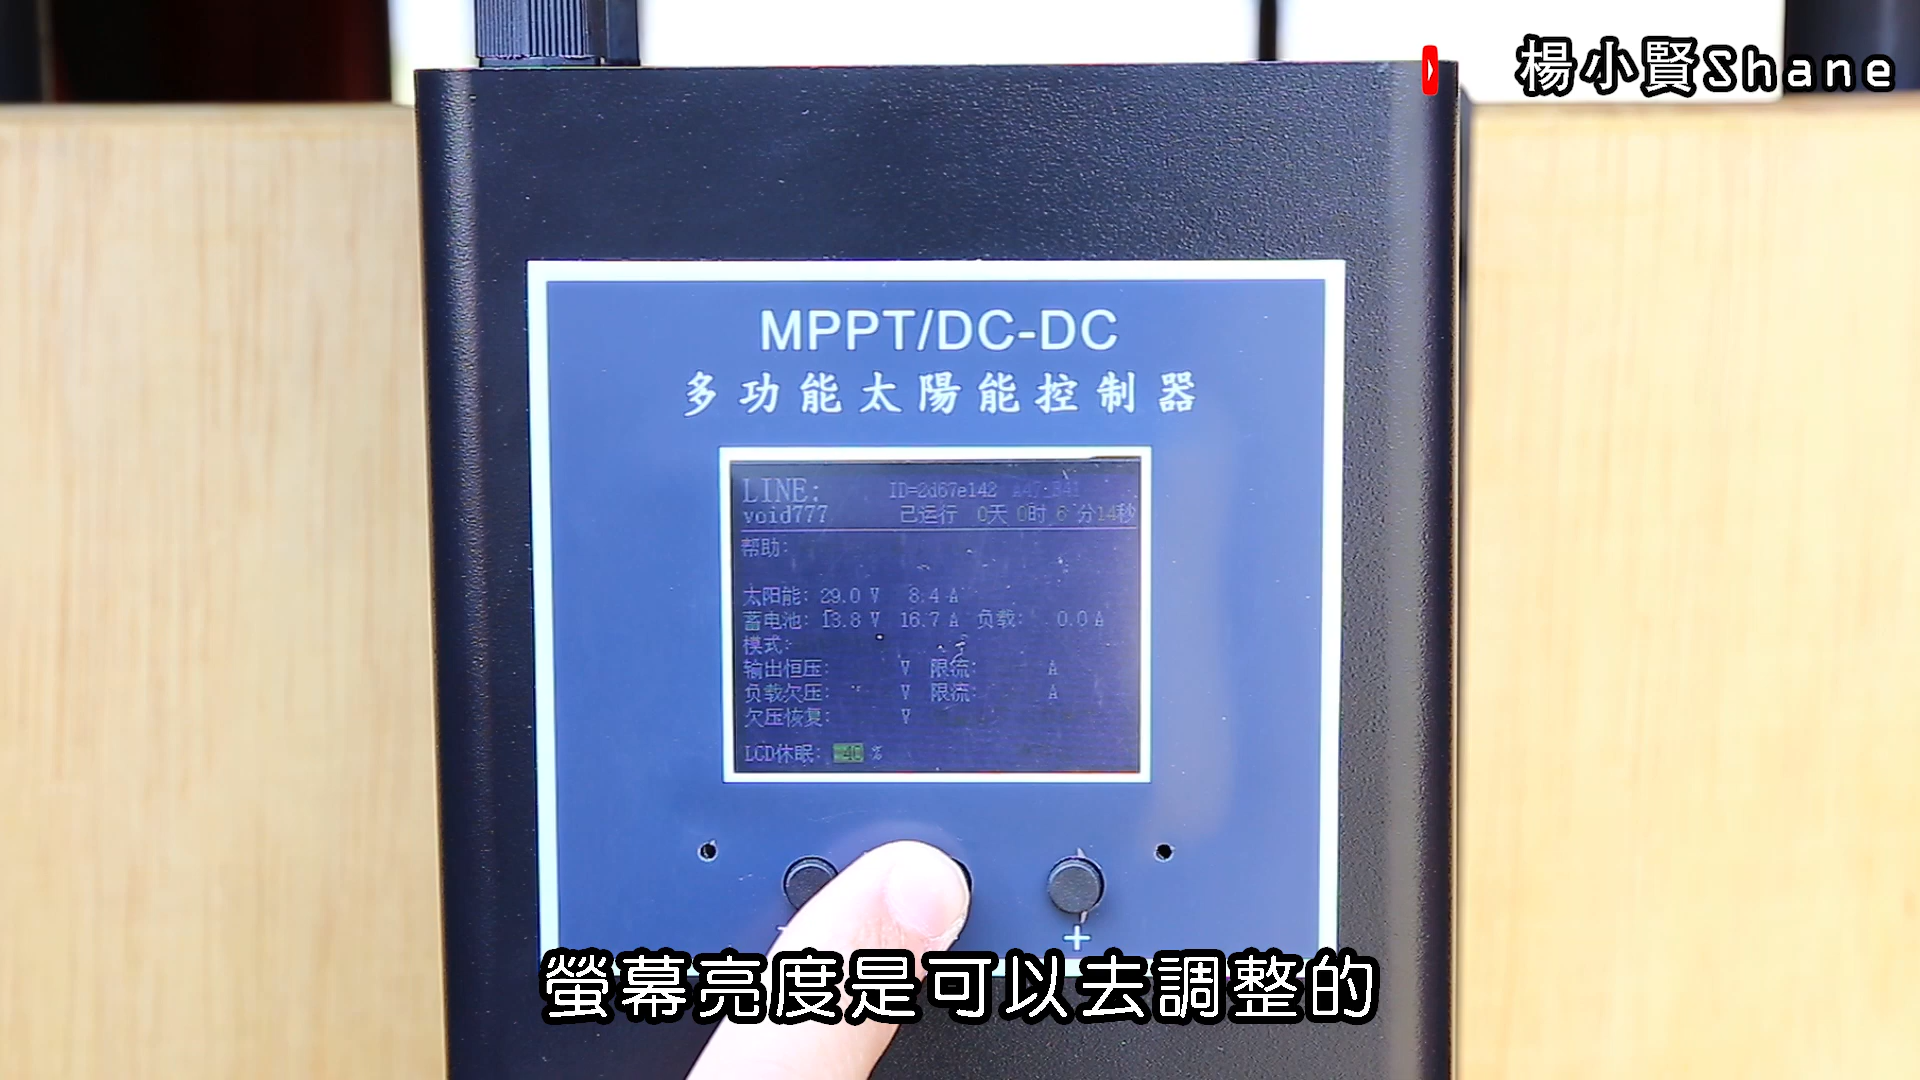 楊小賢Shane
MPPT/DC-DC
多功能太陽能控制器
LINE: ID=2d67e142
void777 已运行 0天 0时 6 分14秒
帮助:
太阳能: 29.0 V 8.4 A
蓄电池: 13.8 V 16.7 A 负载: 0.0 A
模式:
输出恒压: V 限流: A
负载欠压: V 限流: A
欠压恢复: V
LCD休眠: 40 %
+
螢幕亮度是可以去調整的